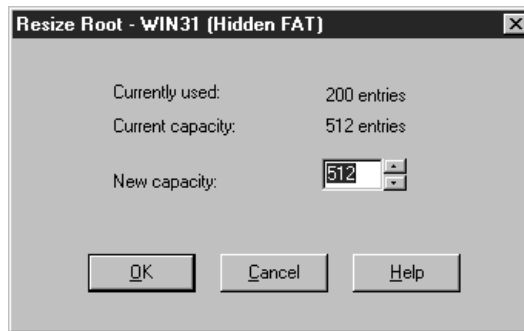 Resize Root - WIN31 (Hidden FAT)
Currently used: 200 entries
Current capacity: 512 entries
New capacity: 512
OK Cancel Help